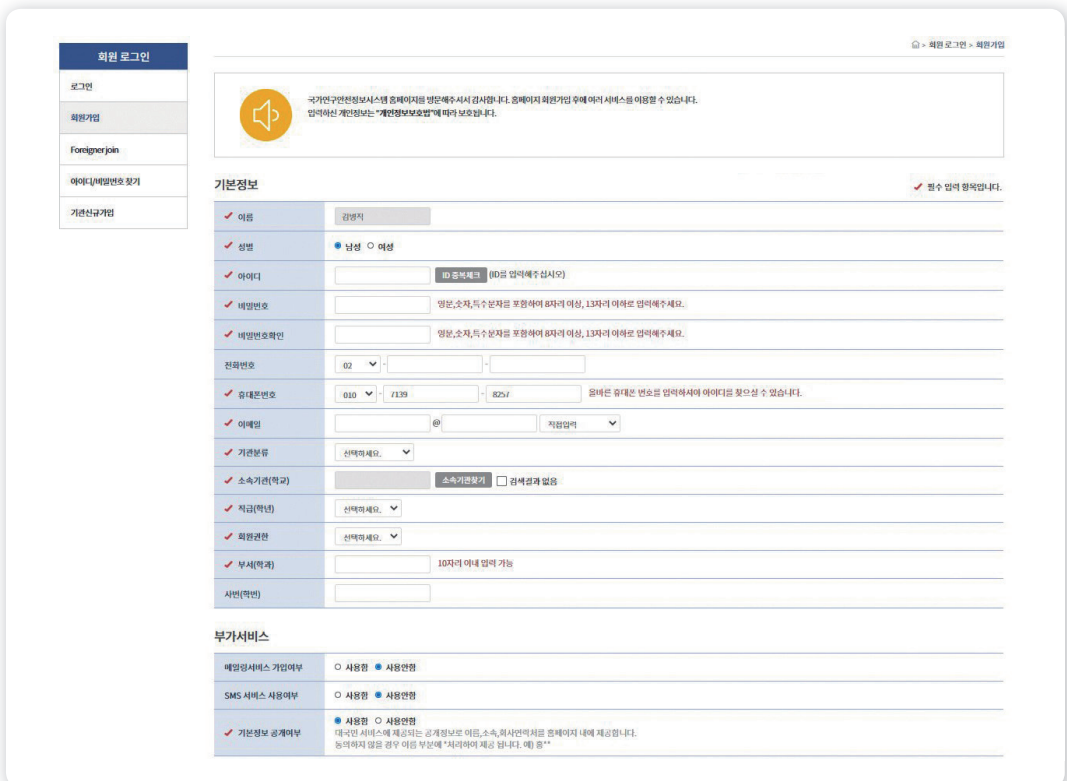 회원 로그인
로그인
회원가입
Foreigner join
아이디/비밀번호 찾기
기관신규가입
> 회원 로그인 > 회원가입
국가연구안전정보시스템 홈페이지를 방문해주셔서 감사합니다. 홈페이지 회원가입 후에 여러 서비스를 이용할 수 있습니다.
입력하신 개인정보는 "개인정보보호법"에 따라 보호됩니다.
기본정보
필수 입력 항목입니다.
이름 김병직
성별 남성 여성
아이디 ID 중복체크 (ID를 입력해주십시오)
비밀번호 영문,숫자,특수문자를 포함하여 8자리 이상, 13자리 이하로 입력해주세요.
비밀번호확인 영문,숫자,특수문자를 포함하여 8자리 이상, 13자리 이하로 입력해주세요.
전화번호 02 - -
휴대폰번호 010 - 7139 - 8257 올바른 휴대폰 번호를 입력하셔야 아이디를 찾으실 수 있습니다.
이메일 @ 직접입력
기관분류 선택하세요.
소속기관(학교) 소속기관찾기 검색결과 없음
직급(학년) 선택하세요.
회원권한 선택하세요.
부서(학과) 10자리 이내 입력 가능
사번(학번)
부가서비스
메일링서비스 가입여부 사용함 사용안함
SMS 서비스 사용여부 사용함 사용안함
기본정보 공개여부 사용함 사용안함
대국민 서비스에 제공되는 공개정보로 이름,소속,회사연락처를 홈페이지 내에 제공합니다.
동의하지 않을 경우 이름 부분에 *처리하여 제공 됩니다. 예) 홍**